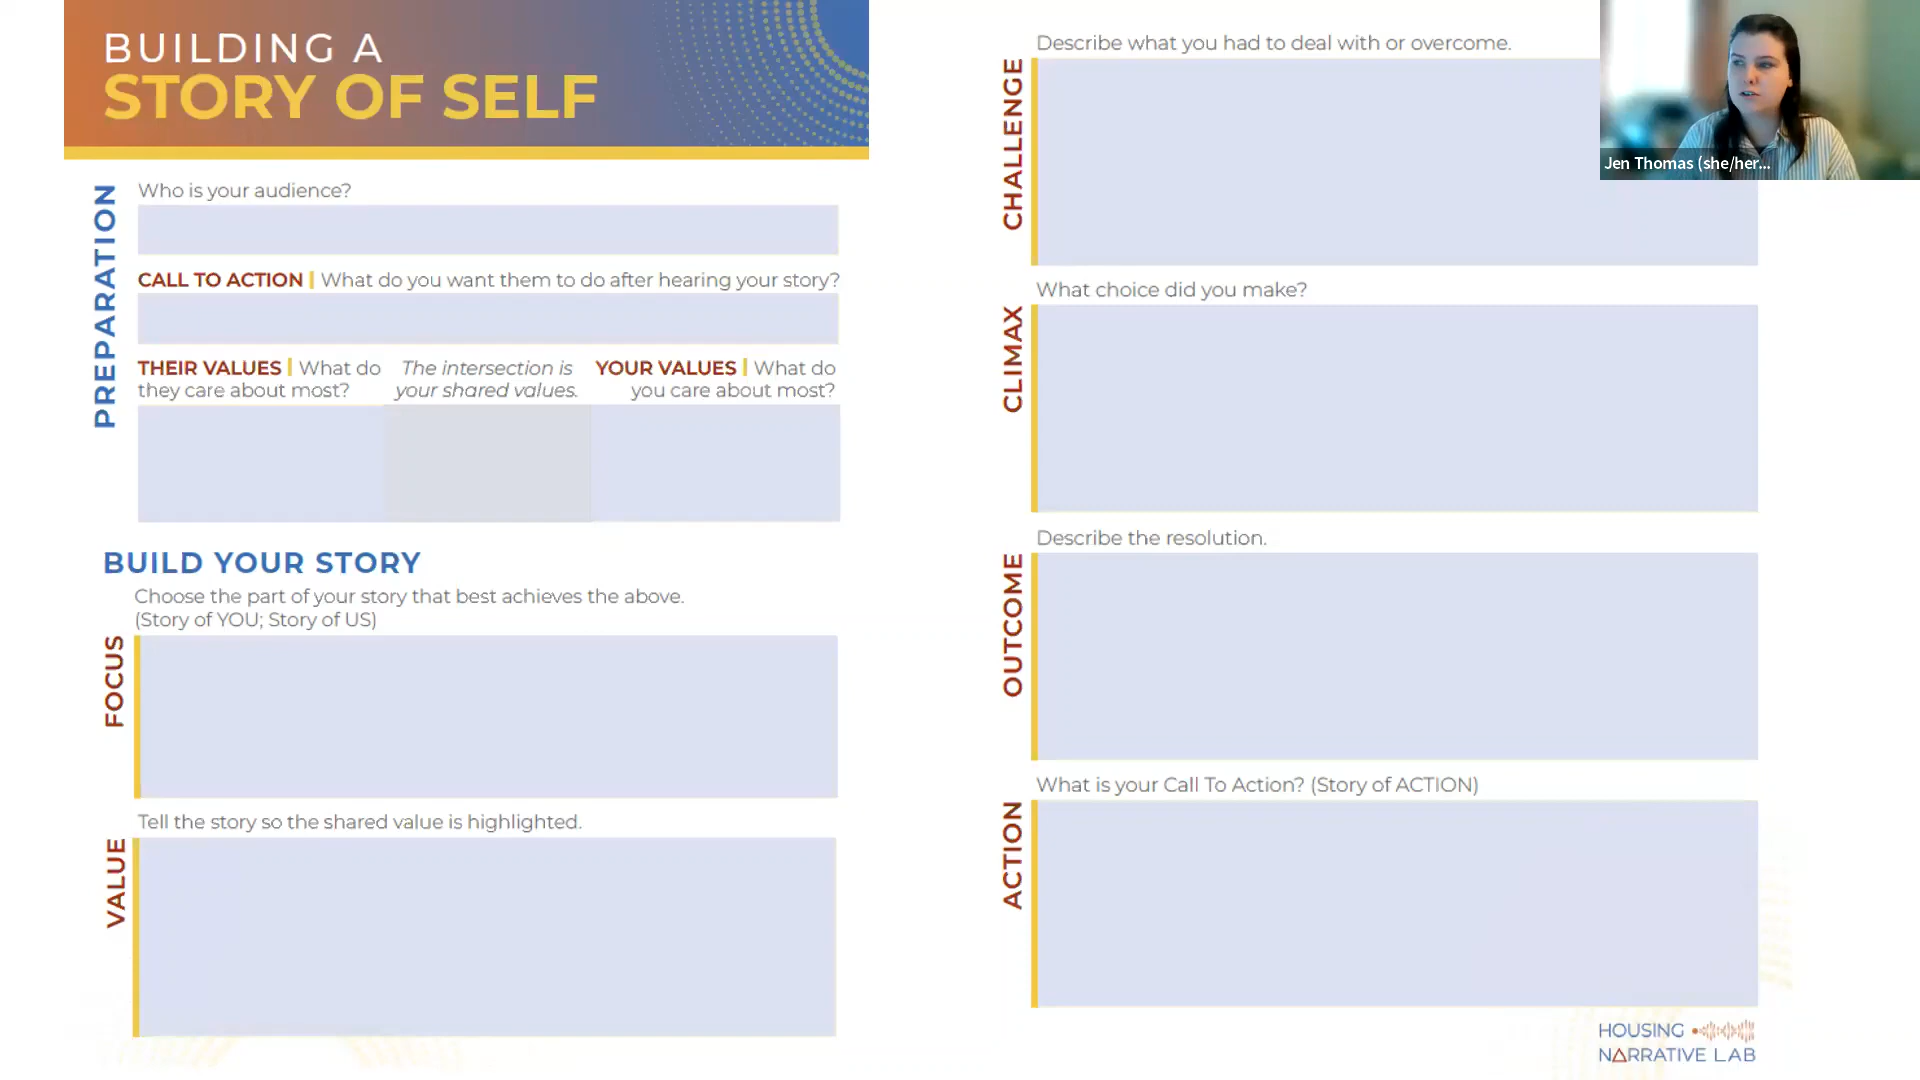 BUILDING A
STORY OF SELF
PREPARATION
Who is your audience?
CALL TO ACTION | What do you want them to do after hearing your story?
THEIR VALUES | What do
they care about most?
The intersection is
your shared values.
YOUR VALUES | What do
you care about most?
BUILD YOUR STORY
Choose the part of your story that best achieves the above.
(Story of YOU; Story of US)
FOCUS
Tell the story so the shared value is highlighted.
VALUE
Describe what you had to deal with or overcome.
CHALLENGE
What choice did you make?
CLIMAX
Describe the resolution.
OUTCOME
What is your Call To Action? (Story of ACTION)
ACTION
HOUSING
NARRATIVE LAB
Jen Thomas (she/her...